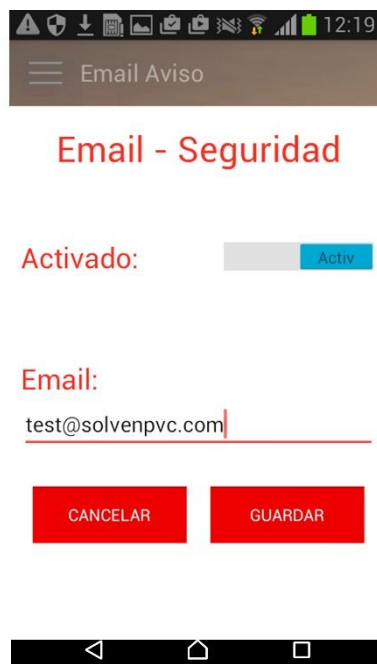 12:19
Email Aviso
Email - Seguridad
Activado:
Activ
Email:
test@solvenpvc.com
CANCELAR
GUARDAR